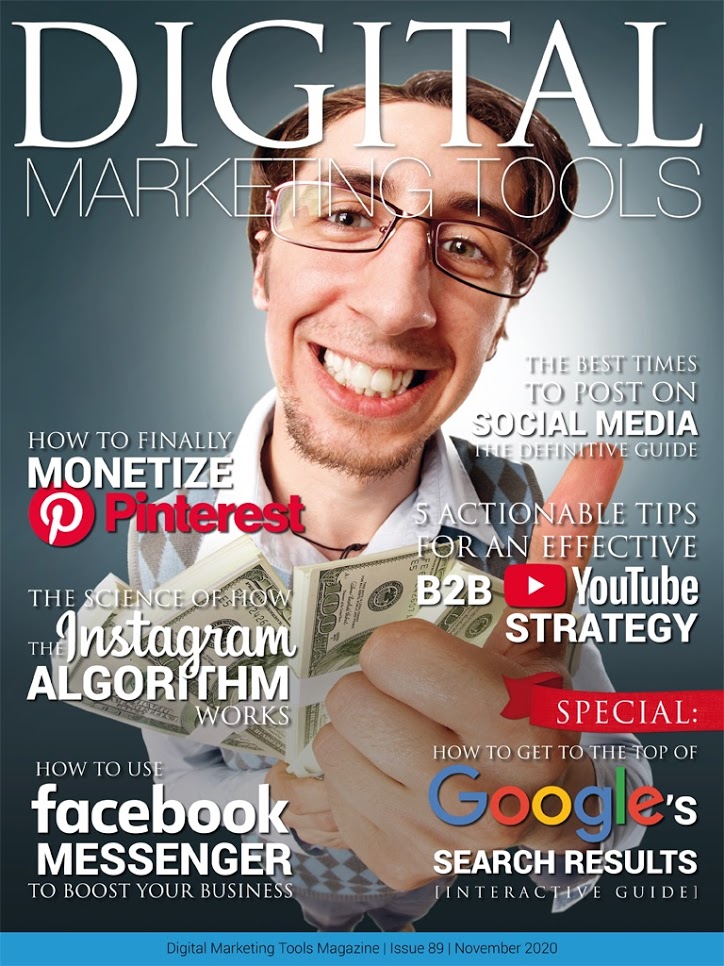 DIGITAL
MARKETING TOOLS
THE BEST TIMES
TO POST ON
SOCIAL MEDIA
THE DEFINITIVE GUIDE
HOW TO FINALLY
MONETIZE
Pinterest
5 ACTIONABLE TIPS
FOR AN EFFECTIVE
B2B YouTube
STRATEGY
THE SCIENCE OF HOW
THE Instagram
ALGORITHM
WORKS
SPECIAL:
HOW TO GET TO THE TOP OF
Google's
SEARCH RESULTS
[INTERACTIVE GUIDE]
HOW TO USE
facebook
MESSENGER
TO BOOST YOUR BUSINESS
Digital Marketing Tools Magazine | Issue 89 | November 2020